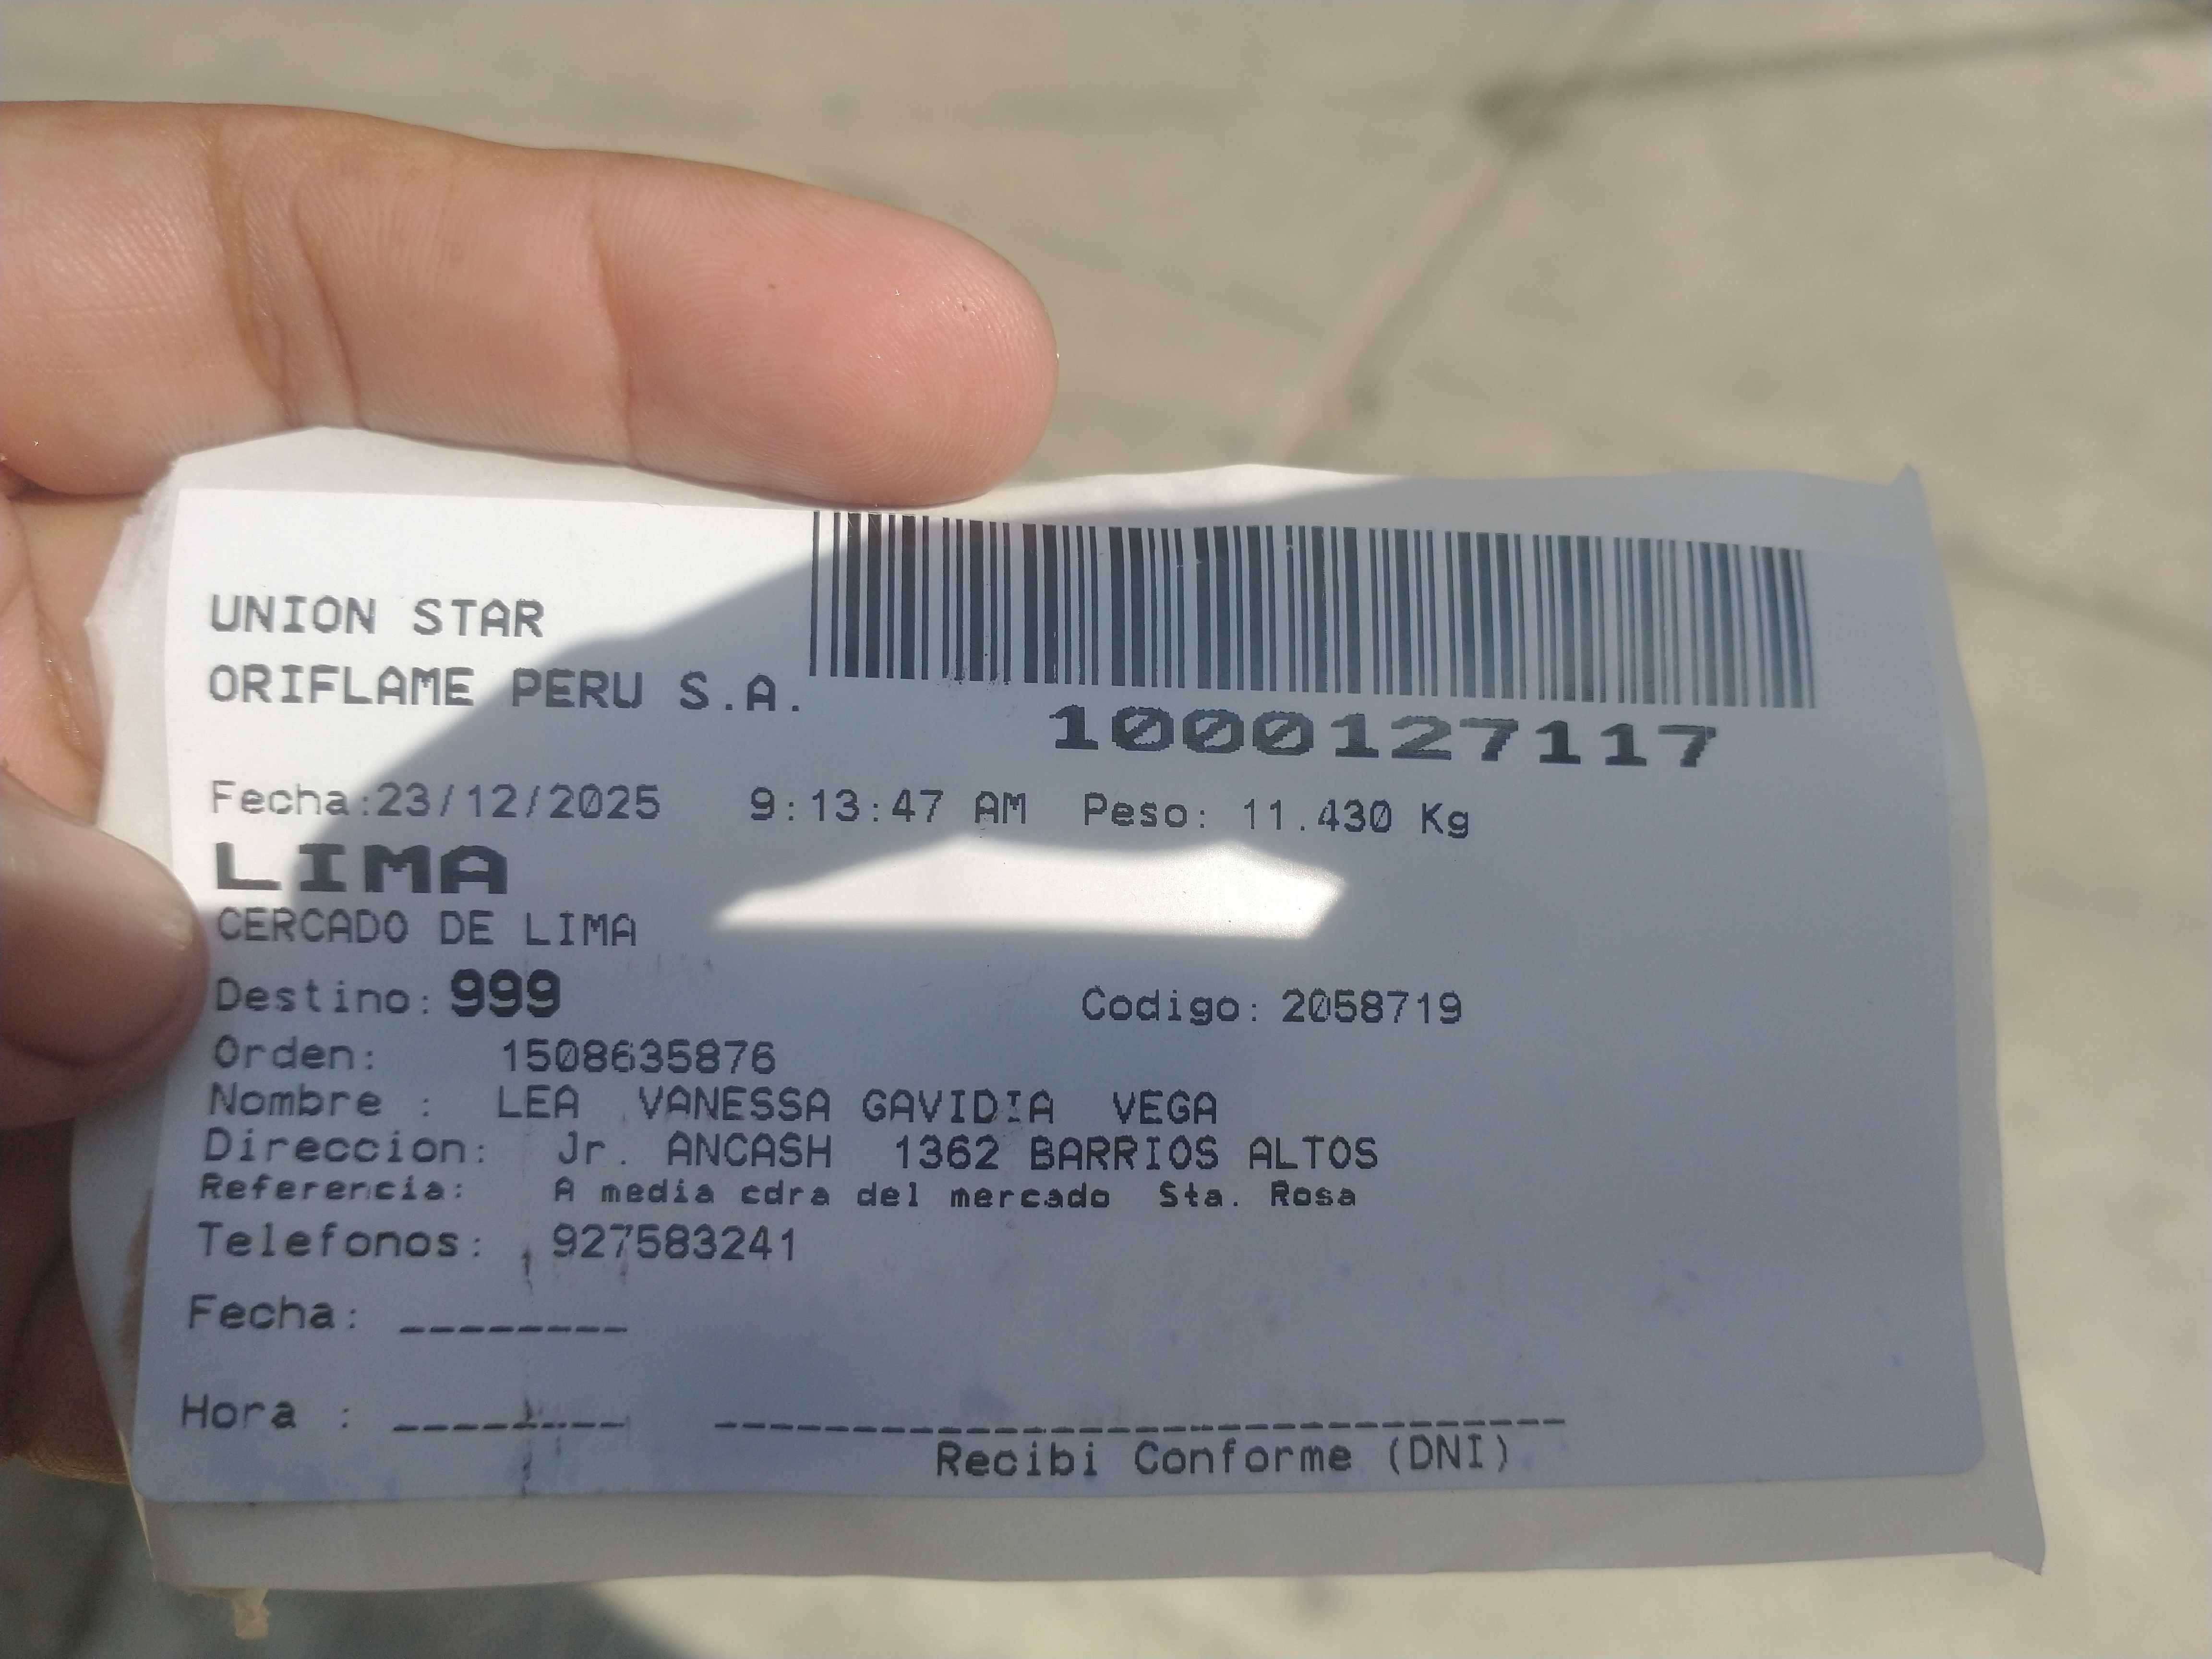 UNION STAR
ORIFLAME PERU S.A.
1000127117
Fecha:23/12/2025 9:13:47 AM Peso: 11.430 Kg
LIMA
CERCADO DE LIMA
Destino: 999 Codigo: 2058719
Orden: 1508635876
Nombre : LEA VANESSA GAVIDIA VEGA
Direccion: Jr. ANCASH 1362 BARRIOS ALTOS
Referencia: A media cdra del mercado Sta. Rosa
Telefonos: 927583241
Fecha: ________
Hora : ________ __________________________
Recibi Conforme (DNI)